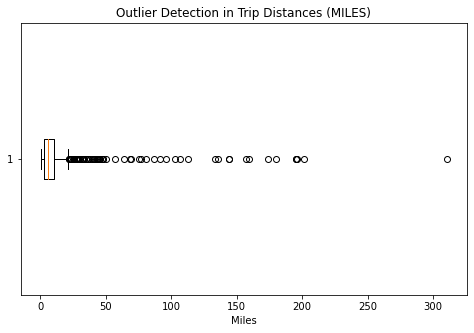 Outlier Detection in Trip Distances (MILES)
1
0 50 100 150 200 250 300
Miles